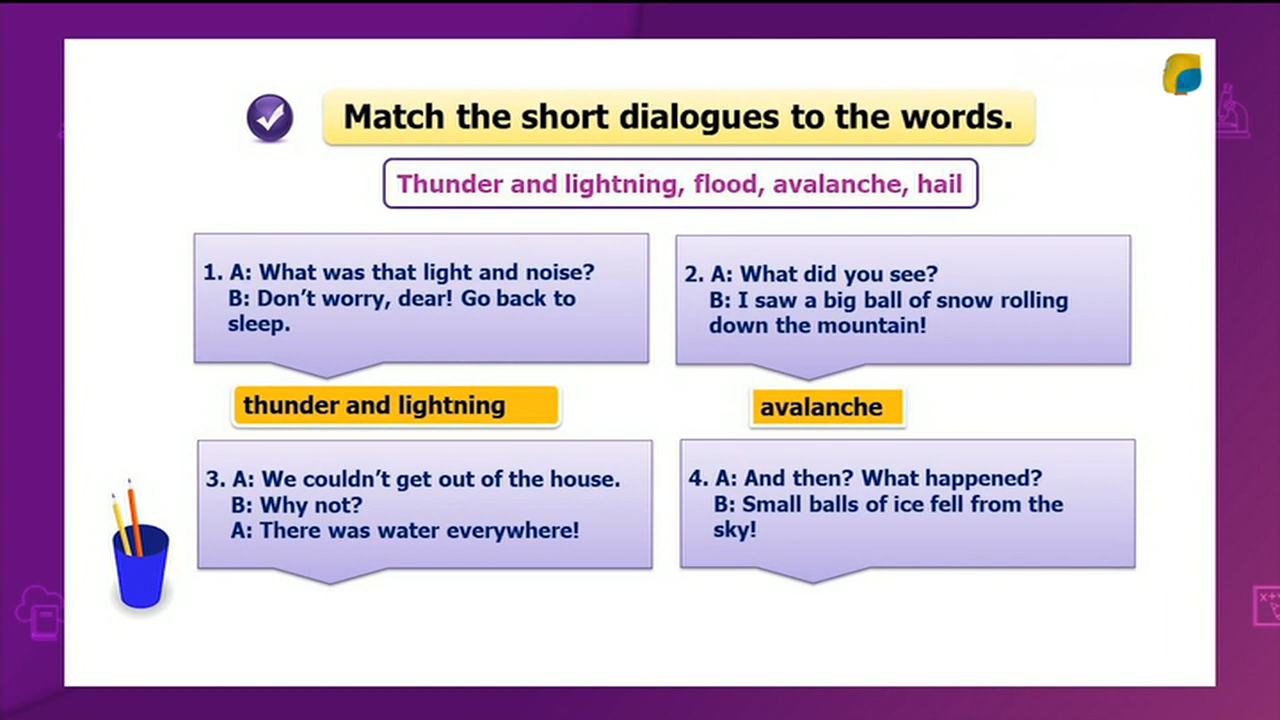 Match the short dialogues to the words.
Thunder and lightning, flood, avalanche, hail
1. A: What was that light and noise?
B: Don’t worry, dear! Go back to
sleep.
2. A: What did you see?
B: I saw a big ball of snow rolling
down the mountain!
thunder and lightning
avalanche
3. A: We couldn’t get out of the house.
B: Why not?
A: There was water everywhere!
4. A: And then? What happened?
B: Small balls of ice fell from the
sky!